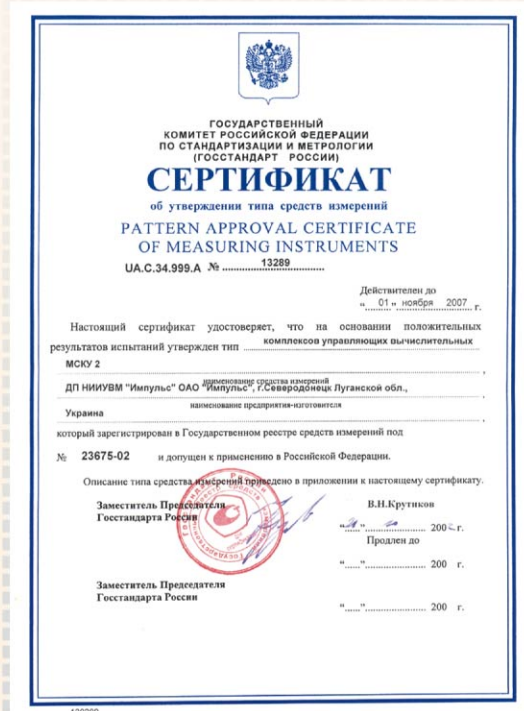 ГОСУДАРСТВЕННЫЙ
КОМИТЕТ РОССИЙСКОЙ ФЕДЕРАЦИИ
ПО СТАНДАРТИЗАЦИИ И МЕТРОЛОГИИ
(ГОССТАНДАРТ РОССИИ)
СЕРТИФИКАТ
об утверждении типа средств измерений
PATTERN APPROVAL CERTIFICATE
OF MEASURING INSTRUMENTS
UA.C.34.999.A № 13289
Действителен до
" 01 " ноября 2007 г.
Настоящий сертификат удостоверяет, что на основании положительных
результатов испытаний утвержден тип комплексов управляющих вычислительных
МСКУ 2
наименование средства измерений
ДП НИИУВМ "Импульс" ОАО "Импульс", г.Северодонецк Луганской обл.,
наименование предприятия-изготовителя
Украина
который зарегистрирован в Государственном реестре средств измерений под
№ 23675-02 и допущен к применению в Российской Федерации.
Описание типа средства измерений приведено в приложении к настоящему сертификату.
Заместитель Председателя
Госстандарта России
В.Н.Крутиков
200 г.
Продлен до
" " 200 г.
Заместитель Председателя
Госстандарта России
" " 200 г.